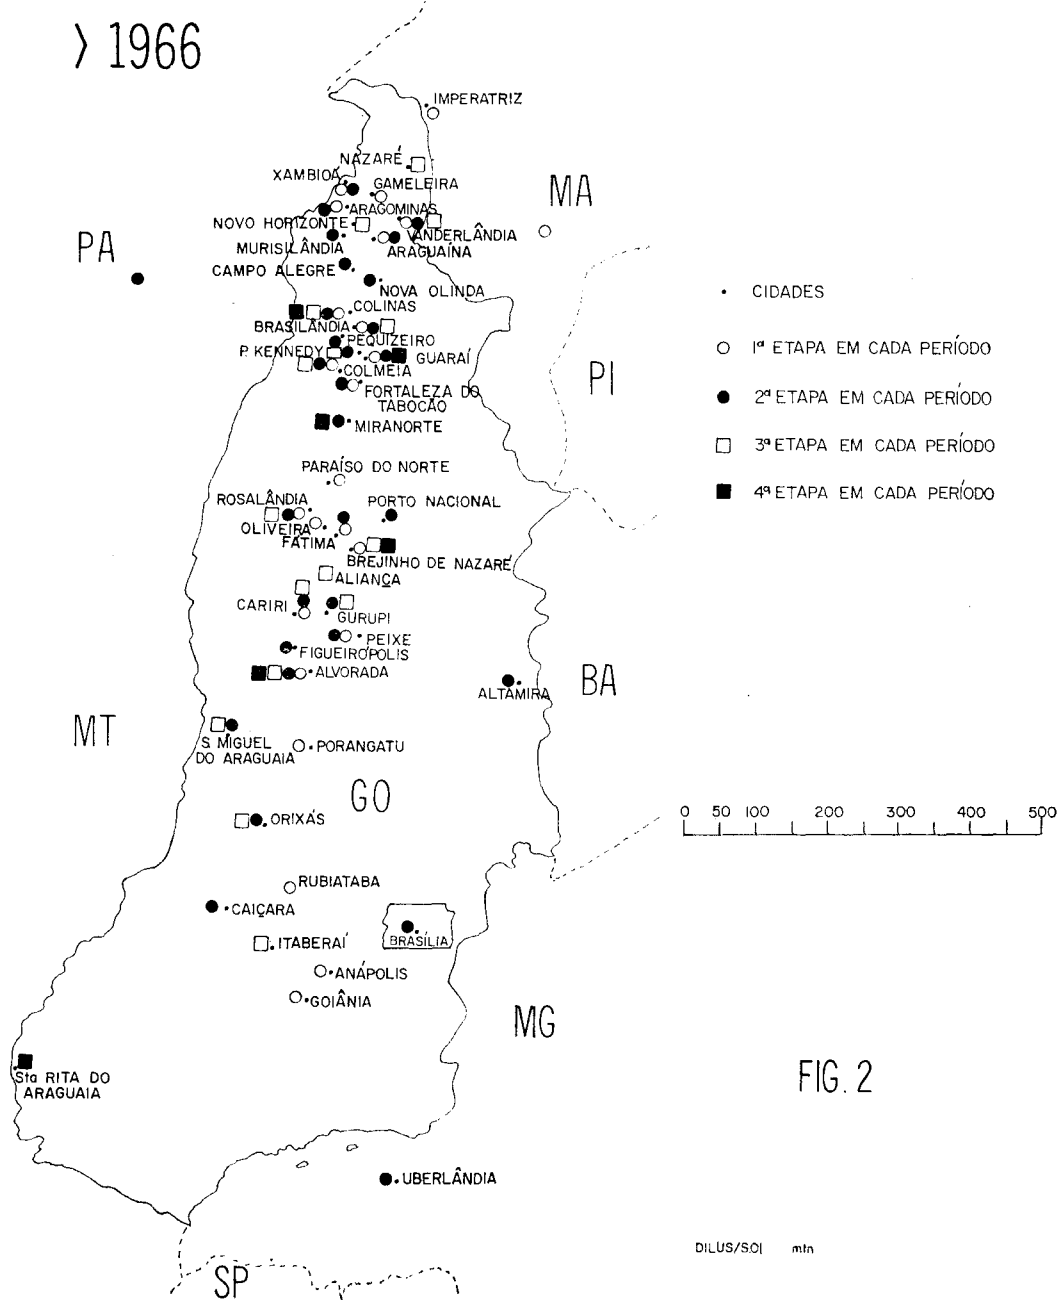 > 1966
IMPERATRIZ
NAZARÉ
XAMBIOÁ
GAMELEIRA
MA
ARAGOMINAS
NOVO HORIZONTE
VANDERLÂNDIA
PA
MURISILÂNDIA
ARAGUAÍNA
CAMPO ALEGRE
NOVA OLINDA
COLINAS
BRASILÂNDIA
PEQUIZEIRO
P. KENNEDY
GUARAÍ
COLMEIA
PI
FORTALEZA DO
TABOCÃO
MIRANORTE
• CIDADES
1ª ETAPA EM CADA PERÍODO
2ª ETAPA EM CADA PERÍODO
3ª ETAPA EM CADA PERÍODO
4ª ETAPA EM CADA PERÍODO
PARAÍSO DO NORTE
ROSALÂNDIA
PORTO NACIONAL
OLIVEIRA
FÁTIMA
BREJINHO DE NAZARÉ
ALIANÇA
CARIRI
GURUPI
PEIXE
FIGUEIRÓPOLIS
ALVORADA
BA
ALTAMIRA
MT
S. MIGUEL
DO ARAGUAIA
PORANGATU
GO
ORIXÁS
0 50 100 200 300 400 500
RUBIATABA
CAIÇARA
BRASÍLIA
ITABERAÍ
ANÁPOLIS
GOIÂNIA
MG
Sta RITA DO
ARAGUAIA
FIG. 2
UBERLÂNDIA
DILUS/SOI mtn
SP